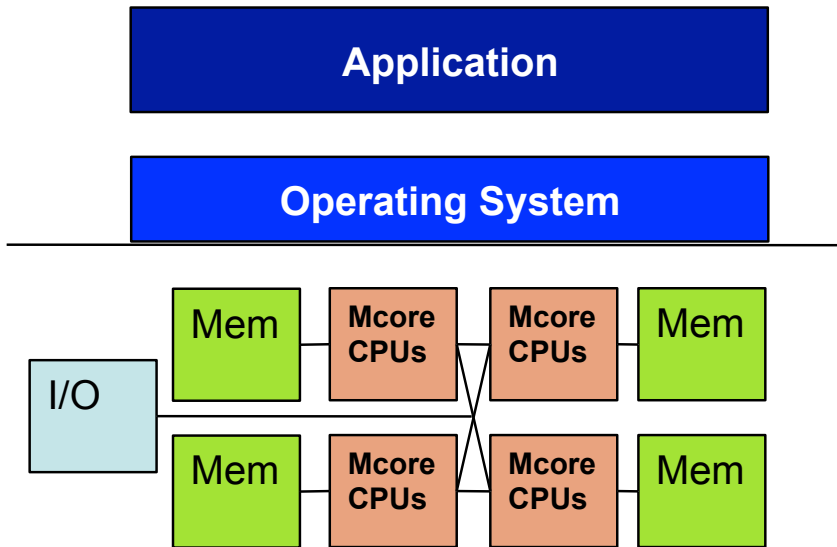 Application
Operating System
Mem
Mcore
CPUs
Mcore
CPUs
Mem
I/O
Mem
Mcore
CPUs
Mcore
CPUs
Mem